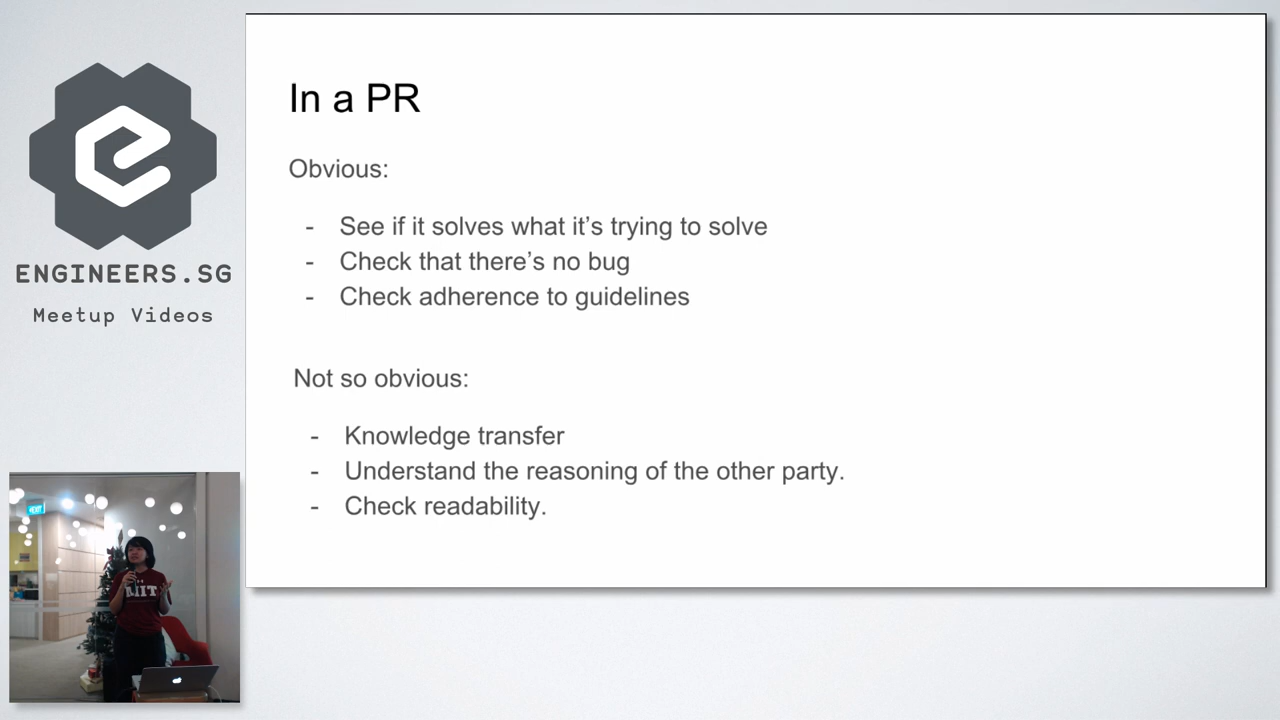 In a PR
Obvious:
- See if it solves what it’s trying to solve
- Check that there’s no bug
- Check adherence to guidelines
Not so obvious:
- Knowledge transfer
- Understand the reasoning of the other party.
- Check readability.
ENGINEERS.SG
Meetup Videos
EXIT
MIT